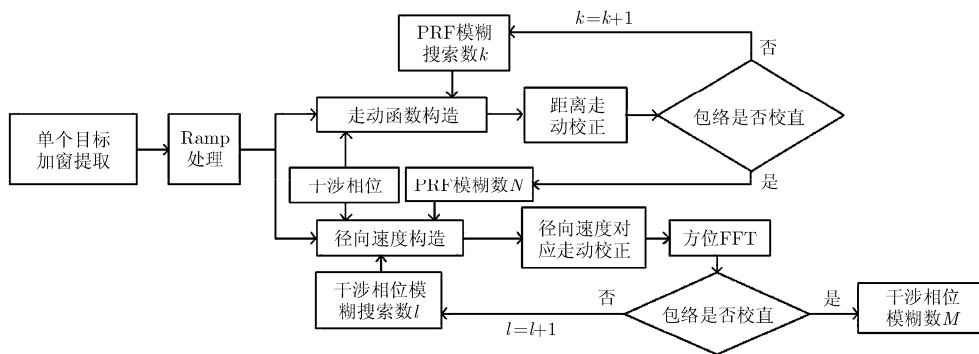 k=k+1
PRF模糊
搜索数k
否
单个目标
加窗提取
Ramp
处理
走动函数构造
距离走
动校正
包络是否校直
是
干涉相位
PRF模糊数N
径向速度构造
径向速度对
应走动校正
方位FFT
干涉相位模
糊搜索数l
否
l=l+1
包络是否校直
是
干涉相位
模糊数M